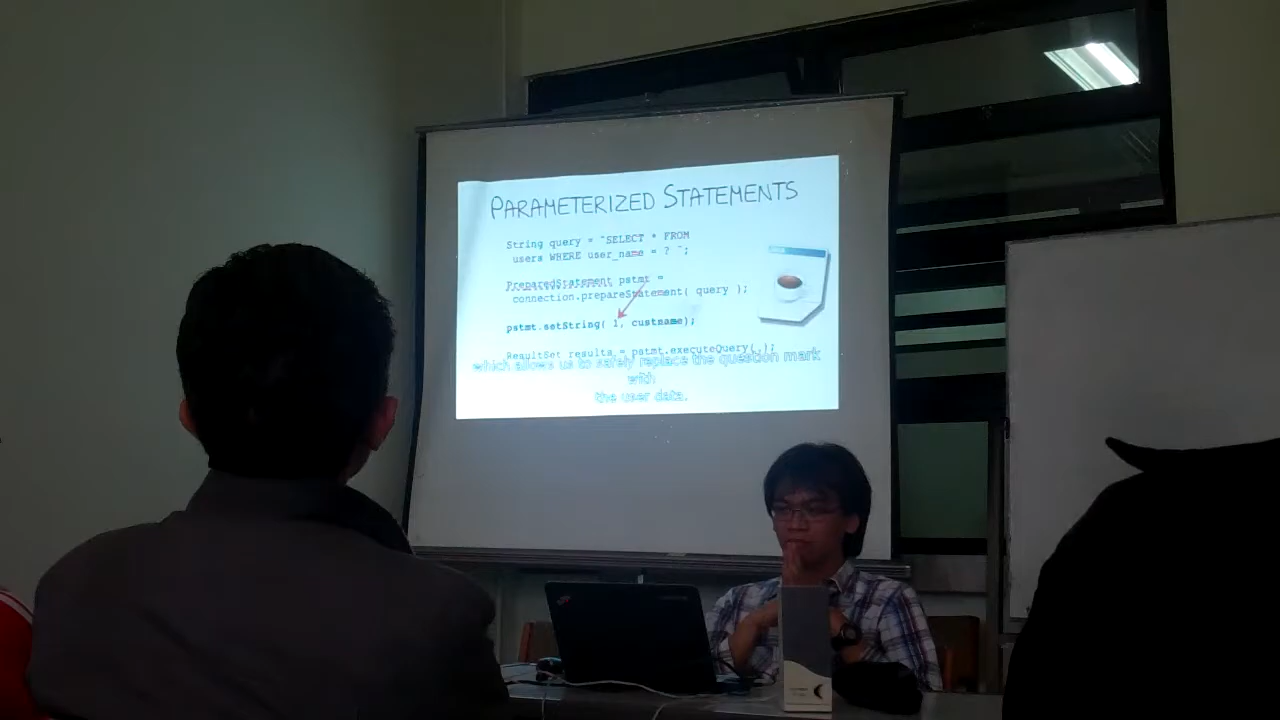 PARAMETERIZED STATEMENTS
String query = "SELECT * FROM
users WHERE user_name = ? ";
PreparedStatement pstmt =
connection.prepareStatement( query );
pstmt.setString( 1, custname);
ResultSet results = pstmt.executeQuery( );
which allows us to safely replace the question mark
with
the user data.